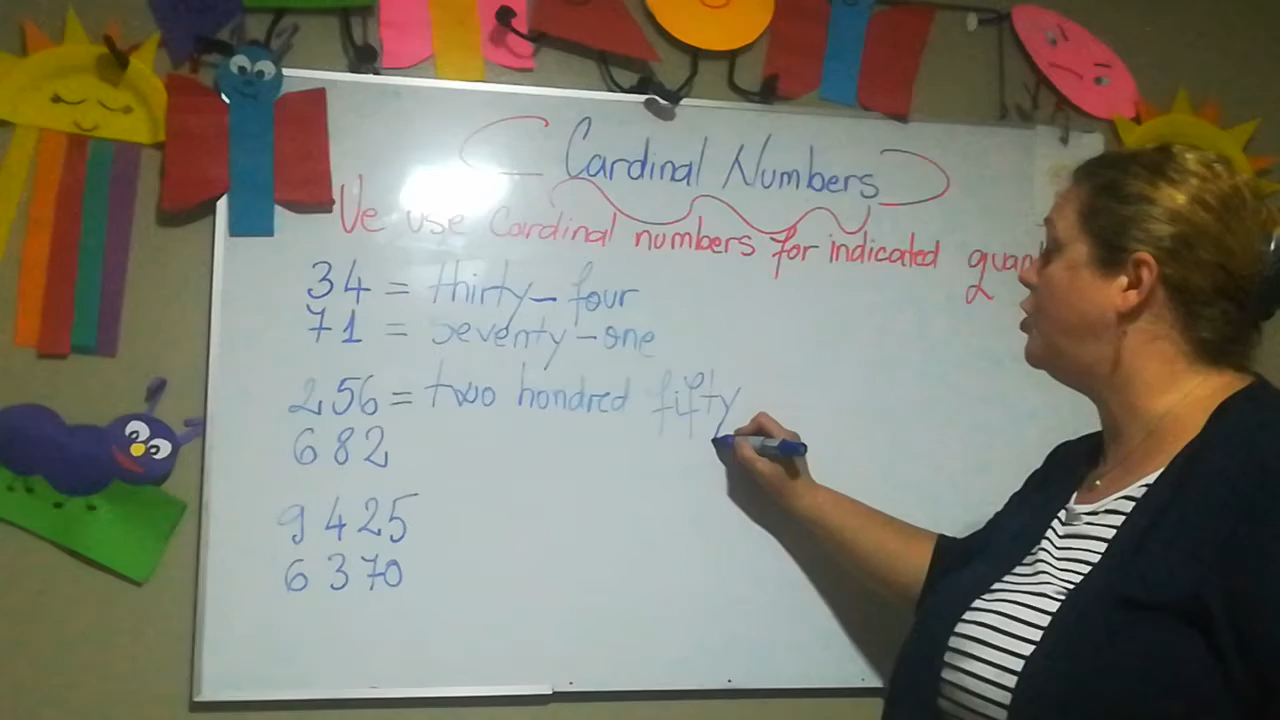 Cardinal Numbers
We use Cardinal numbers for indicated quan
34 = thirty-four
71 = seventy-one
256 = two hondred fifty
682
9425
6370